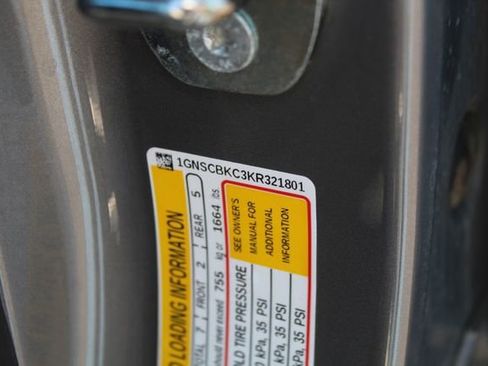 1GNSCBKC3KR321801
LOADING INFORMATION
TOTAL 7 FRONT 2 REAR 5
should never exceed 755 kg or 1664 lbs.
SEE OWNER'S
MANUAL FOR
ADDITIONAL
INFORMATION
TIRE PRESSURE
kPa, 35 PSI
kPa, 35 PSI
kPa, 35 PSI